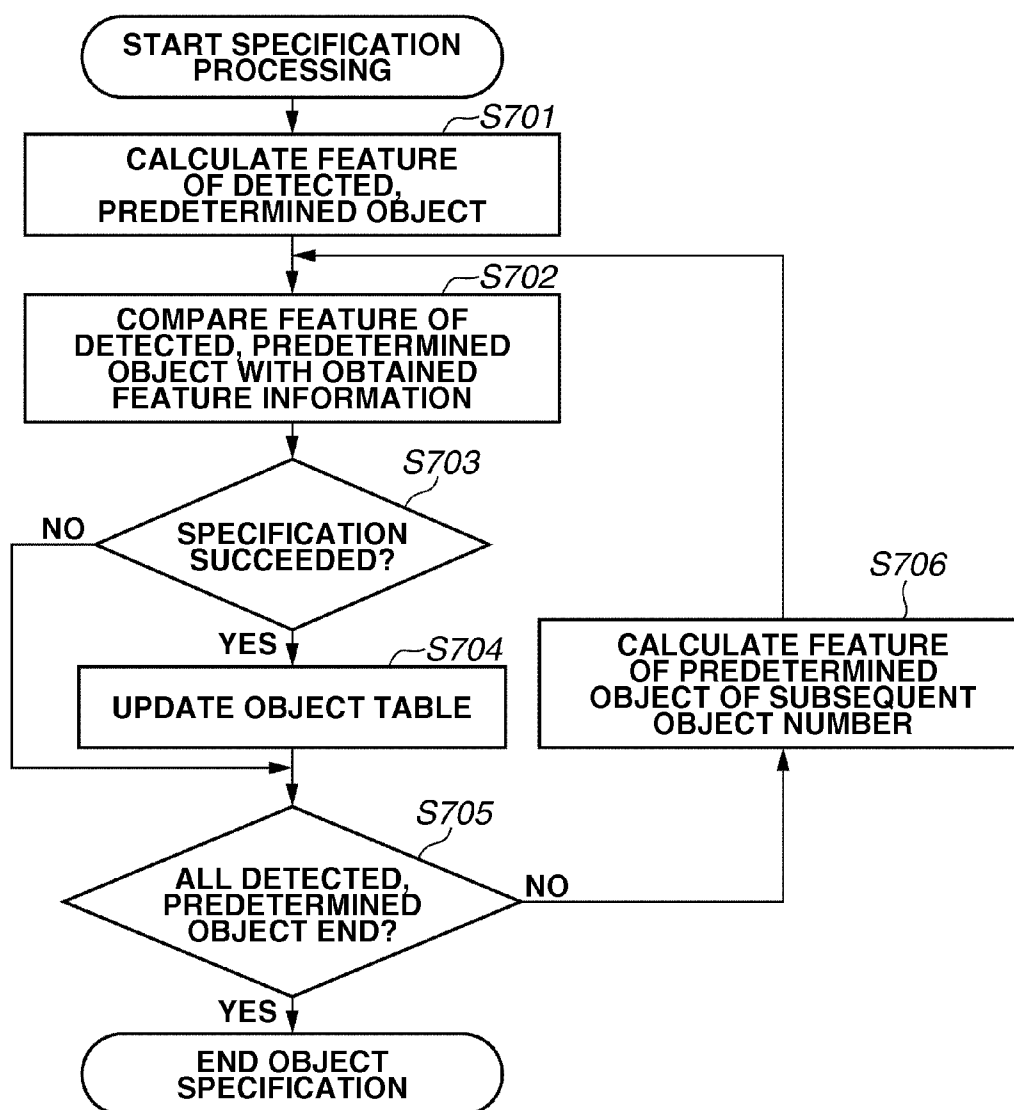 START SPECIFICATION
PROCESSING
S701
CALCULATE FEATURE
OF DETECTED,
PREDETERMINED OBJECT
S702
COMPARE FEATURE OF
DETECTED, PREDETERMINED
OBJECT WITH OBTAINED
FEATURE INFORMATION
S703
NO
SPECIFICATION
SUCCEEDED?
YES
S704
UPDATE OBJECT TABLE
S705
ALL DETECTED,
PREDETERMINED
OBJECT END?
NO
S706
CALCULATE FEATURE
OF PREDETERMINED
OBJECT OF SUBSEQUENT
OBJECT NUMBER
YES
END OBJECT
SPECIFICATION